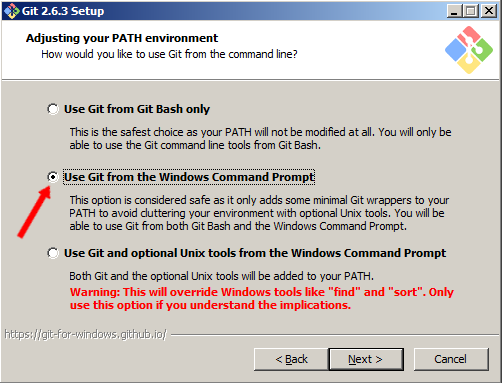 Git 2.6.3 Setup
Adjusting your PATH environment
How would you like to use Git from the command line?
Use Git from Git Bash only
This is the safest choice as your PATH will not be modified at all. You will only be
able to use the Git command line tools from Git Bash.
Use Git from the Windows Command Prompt
This option is considered safe as it only adds some minimal Git wrappers to your
PATH to avoid cluttering your environment with optional Unix tools. You will be
able to use Git from both Git Bash and the Windows Command Prompt.
Use Git and optional Unix tools from the Windows Command Prompt
Both Git and the optional Unix tools will be added to your PATH.
Warning: This will override Windows tools like "find" and "sort". Only
use this option if you understand the implications.
https://git-for-windows.github.io/
< Back Next > Cancel